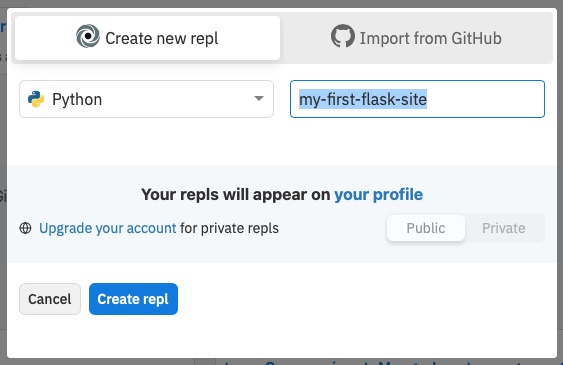 Create new repl
Import from GitHub
Python
my-first-flask-site
Your repls will appear on your profile
Upgrade your account for private repls
Public
Private
Cancel
Create repl